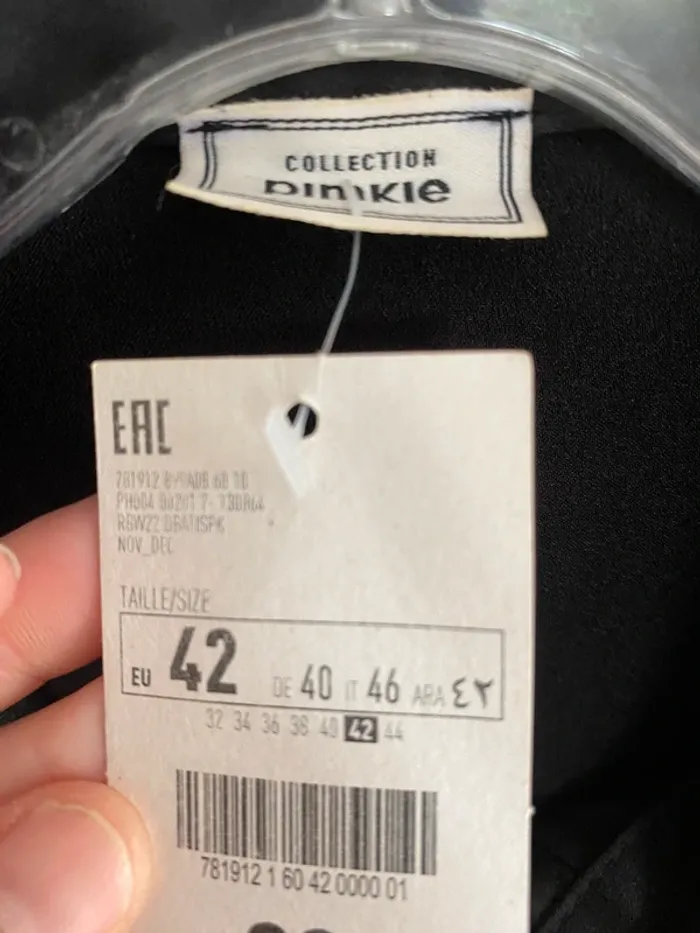 COLLECTION
pimkie
EAC
NOV_DEC
TAILLE/SIZE
EU 42 DE 40 IT 46 ARA ٤٢
32 34 36 38 40 42 44
781912 1 60 42 0000 01